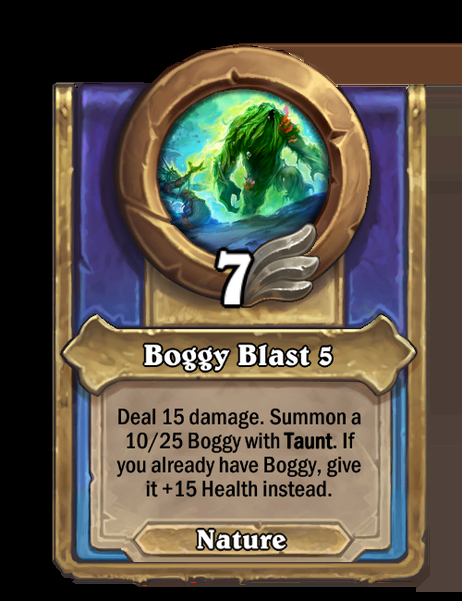 7
Boggy Blast 5
Deal 15 damage. Summon a
10/25 Boggy with Taunt. If
you already have Boggy, give
it +15 Health instead.
Nature